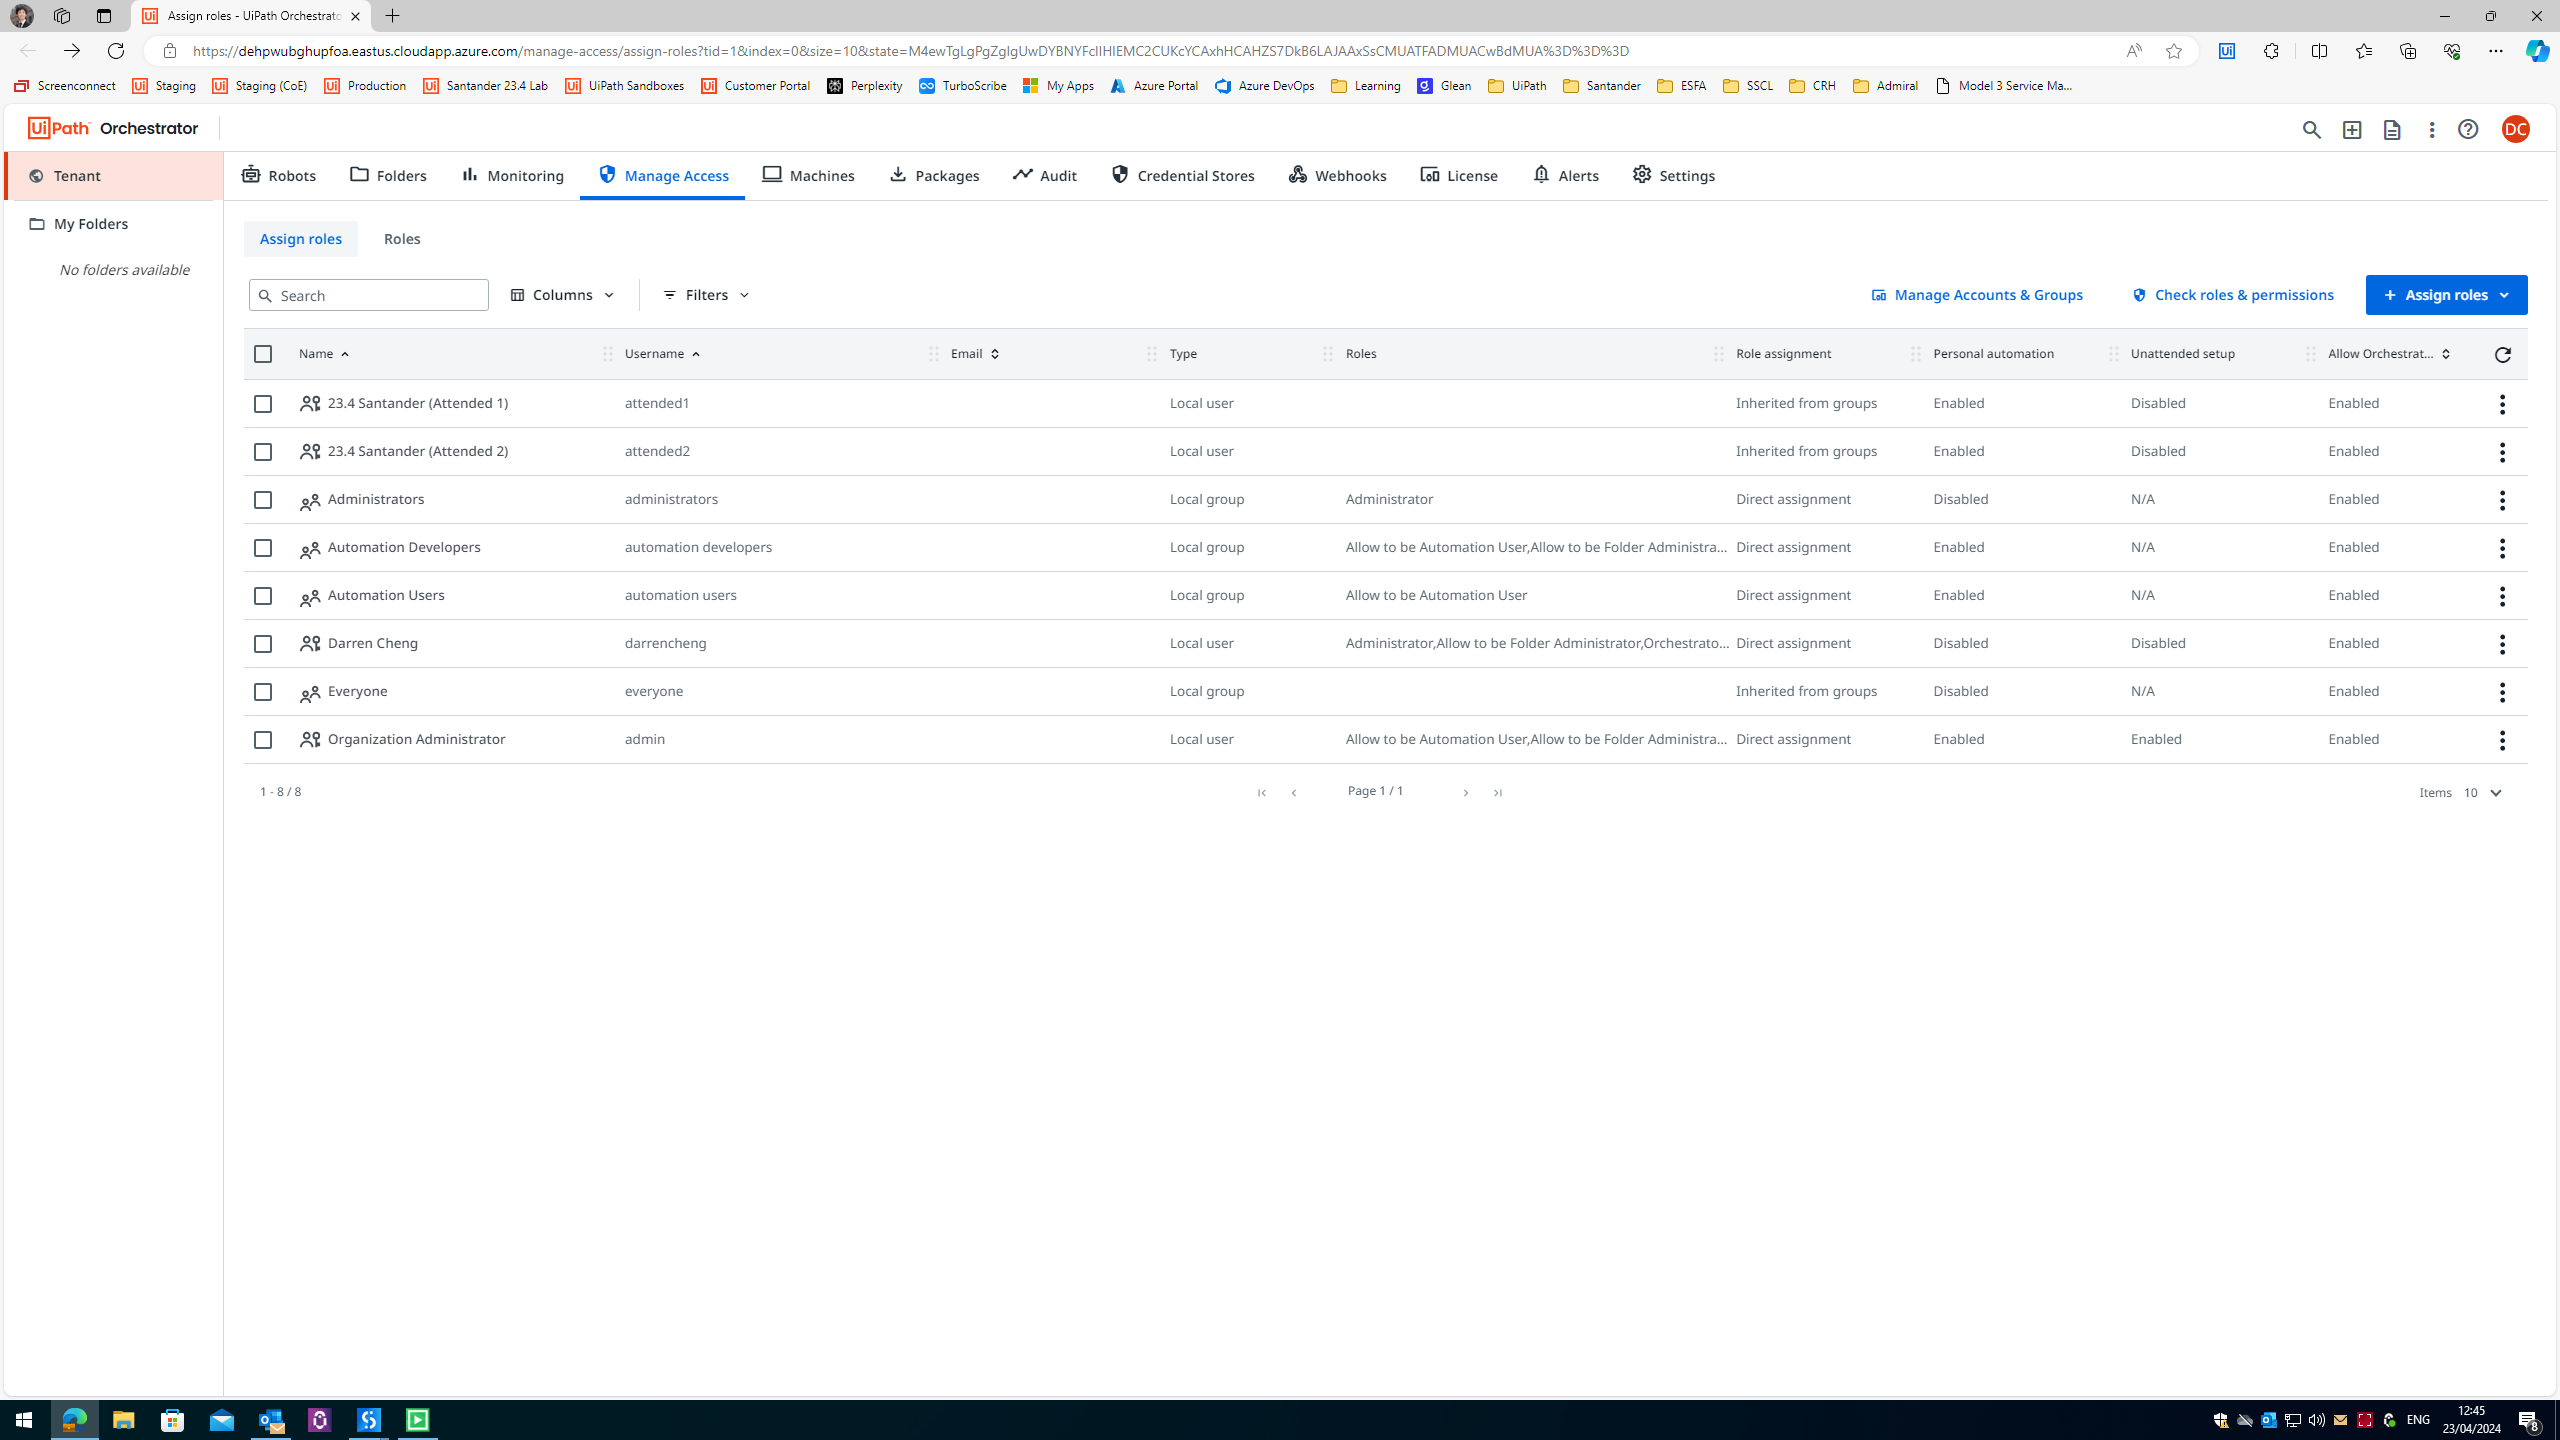 Assign roles - UiPath Orchestrato
https://dehpwubghupfoa.eastus.cloudapp.azure.com/manage-access/assign-roles?tid=1&index=0&size=10&state=
Screenconnect Staging Staging (CoE) Production Santander 23.4 Lab UiPath Sandboxes Customer Portal Perplexity TurboScribe My Apps Azure Portal Azure DevOps Learning Glean UiPath Santander ESFA SSCL CRH Admiral Model 3 Service Ma...
UiPath Orchestrator DC
Tenant Robots Folders Monitoring Manage Access Machines Packages Audit Credential Stores Webhooks License Alerts Settings
My Folders
No folders available
Assign roles Roles
Search Columns Filters Manage Accounts & Groups Check roles & permissions Assign roles
Name Username Email Type Roles Role assignment Personal automation Unattended setup Allow Orchestrat...
23.4 Santander (Attended 1) attended1 Local user Inherited from groups Enabled Disabled Enabled
23.4 Santander (Attended 2) attended2 Local user Inherited from groups Enabled Disabled Enabled
Administrators administrators Local group Administrator Direct assignment Disabled N/A Enabled
Automation Developers automation developers Local group Allow to be Automation User,Allow to be Folder Administra... Direct assignment Enabled N/A Enabled
Automation Users automation users Local group Allow to be Automation User Direct assignment Enabled N/A Enabled
Darren Cheng darrencheng Local user Administrator,Allow to be Folder Administrator,Orchestrato... Direct assignment Disabled Disabled Enabled
Everyone everyone Local group Inherited from groups Disabled N/A Enabled
Organization Administrator admin Local user Allow to be Automation User,Allow to be Folder Administra... Direct assignment Enabled Enabled Enabled
1 - 8 / 8 Page 1 / 1 Items 10
ENG 12:45
23/04/2024 8